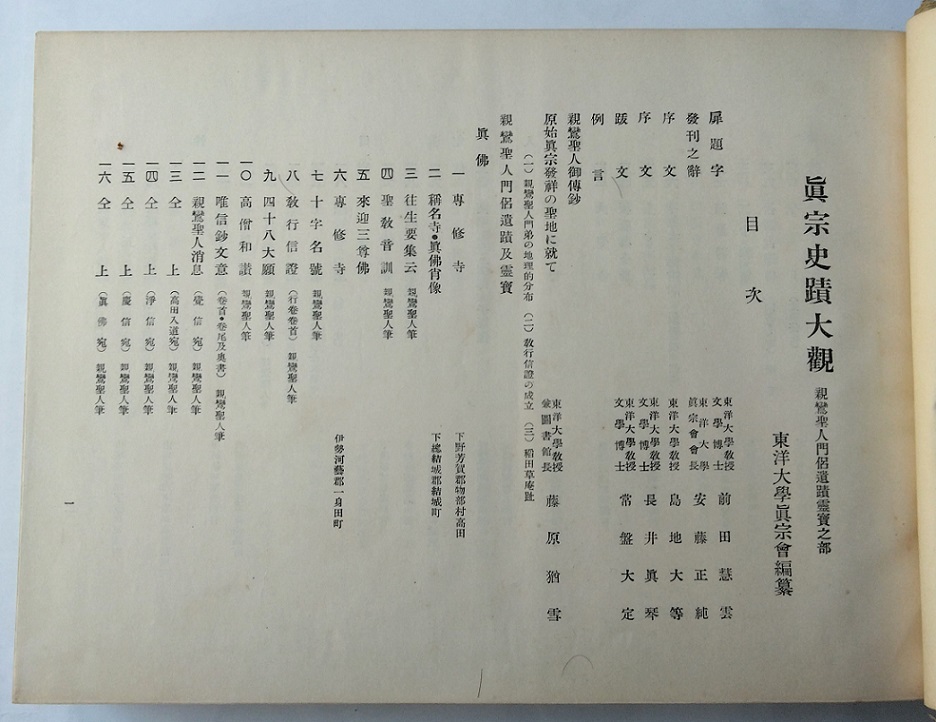 眞宗史蹟大觀 親鸞聖人門侶遺蹟靈寶之部
東洋大學眞宗會編纂
目次
扉題字 東洋大學教授 文學博士 前田慧雲
發刊之辭 東洋大學 眞宗會會長 安藤正純
序文 東洋大學教授 島地大等
序文 東洋大學教授 文學博士 長井眞琴
跋文 東洋大學教授 文學博士 常盤大定
例言
親鸞聖人御傳鈔
原始眞宗發祥の聖地に就て 東洋大學教授 兼圖書館長 藤原猶雪
(一)親鸞聖人門弟の地理的分布 (二)教行信證の成立 (三)稻田草庵趾
親鸞聖人門侶遺蹟及靈寶
眞佛
一 專修寺 下野芳賀郡物部村高田
二 稱名寺●眞佛肖像 下總結城郡結城町
三 往生要集云 親鸞聖人筆
四 聖教音訓 親鸞聖人筆
五 來迎三尊佛
六 專修寺 伊勢河藝郡一身田町
七 十字名號 親鸞聖人筆
八 教行信證 (行卷卷首) 親鸞聖人筆
九 四十八大願 親鸞聖人筆
一〇 高僧和讃 親鸞聖人筆
一一 唯信鈔文意 (卷首●卷尾及奧書) 親鸞聖人筆
一二 親鸞聖人消息 (覺信宛) 親鸞聖人筆
一三 仝上 (高田入道宛) 親鸞聖人筆
一四 仝上 (淨信宛) 親鸞聖人筆
一五 仝上 (慶信宛) 親鸞聖人筆
一六 仝上 (眞佛宛) 親鸞聖人筆
一